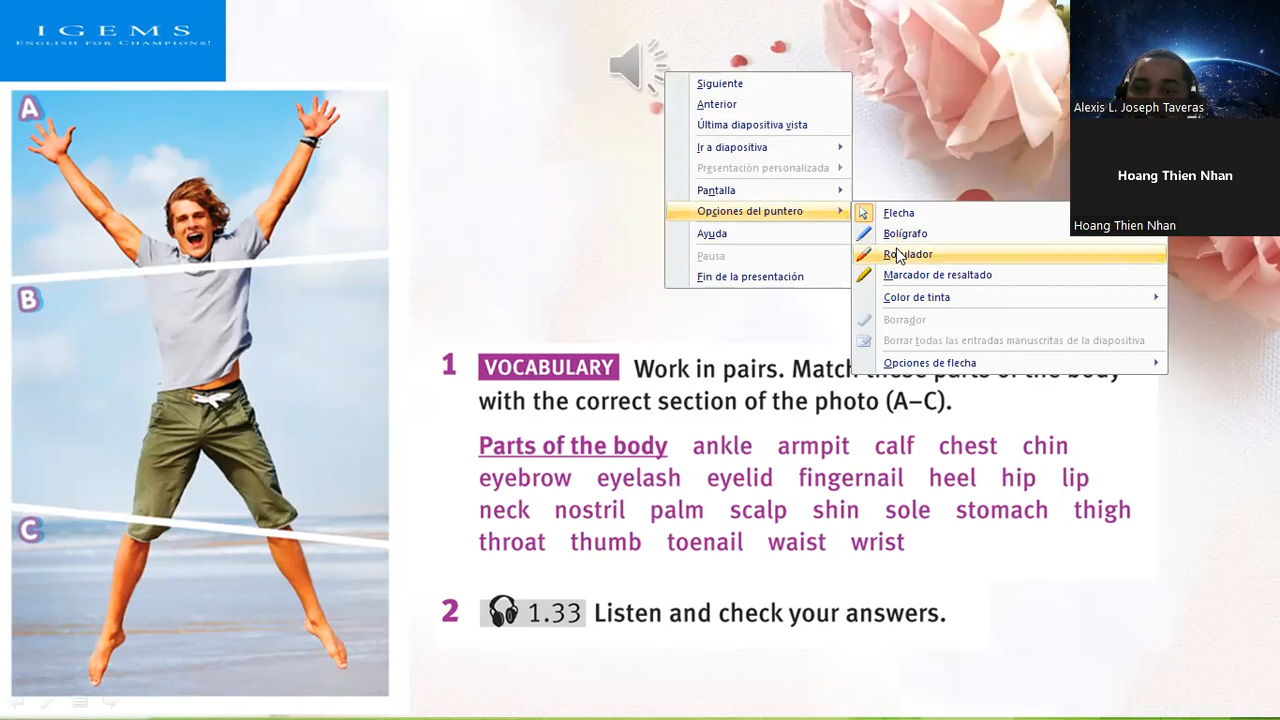 IGEMS
ENGLISH FOR CHAMPIONS!
A
B
C
Siguiente
Anterior
Última diapositiva vista
Ir a diapositiva
Presentación personalizada
Pantalla
Opciones del puntero
Ayuda
Pausa
Fin de la presentación
Flecha
Bolígrafo
Rotulador
Marcador de resaltado
Color de tinta
Borrador
Borrar todas las entradas manuscritas de la diapositiva
Opciones de flecha
Alexis L. Joseph Taveras
Hoang Thien Nhan
Hoang Thien Nhan
1 VOCABULARY Work in pairs. Match these parts of the body
with the correct section of the photo (A–C).
Parts of the body ankle armpit calf chest chin
eyebrow eyelash eyelid fingernail heel hip lip
neck nostril palm scalp shin sole stomach thigh
throat thumb toenail waist wrist
2 1.33 Listen and check your answers.